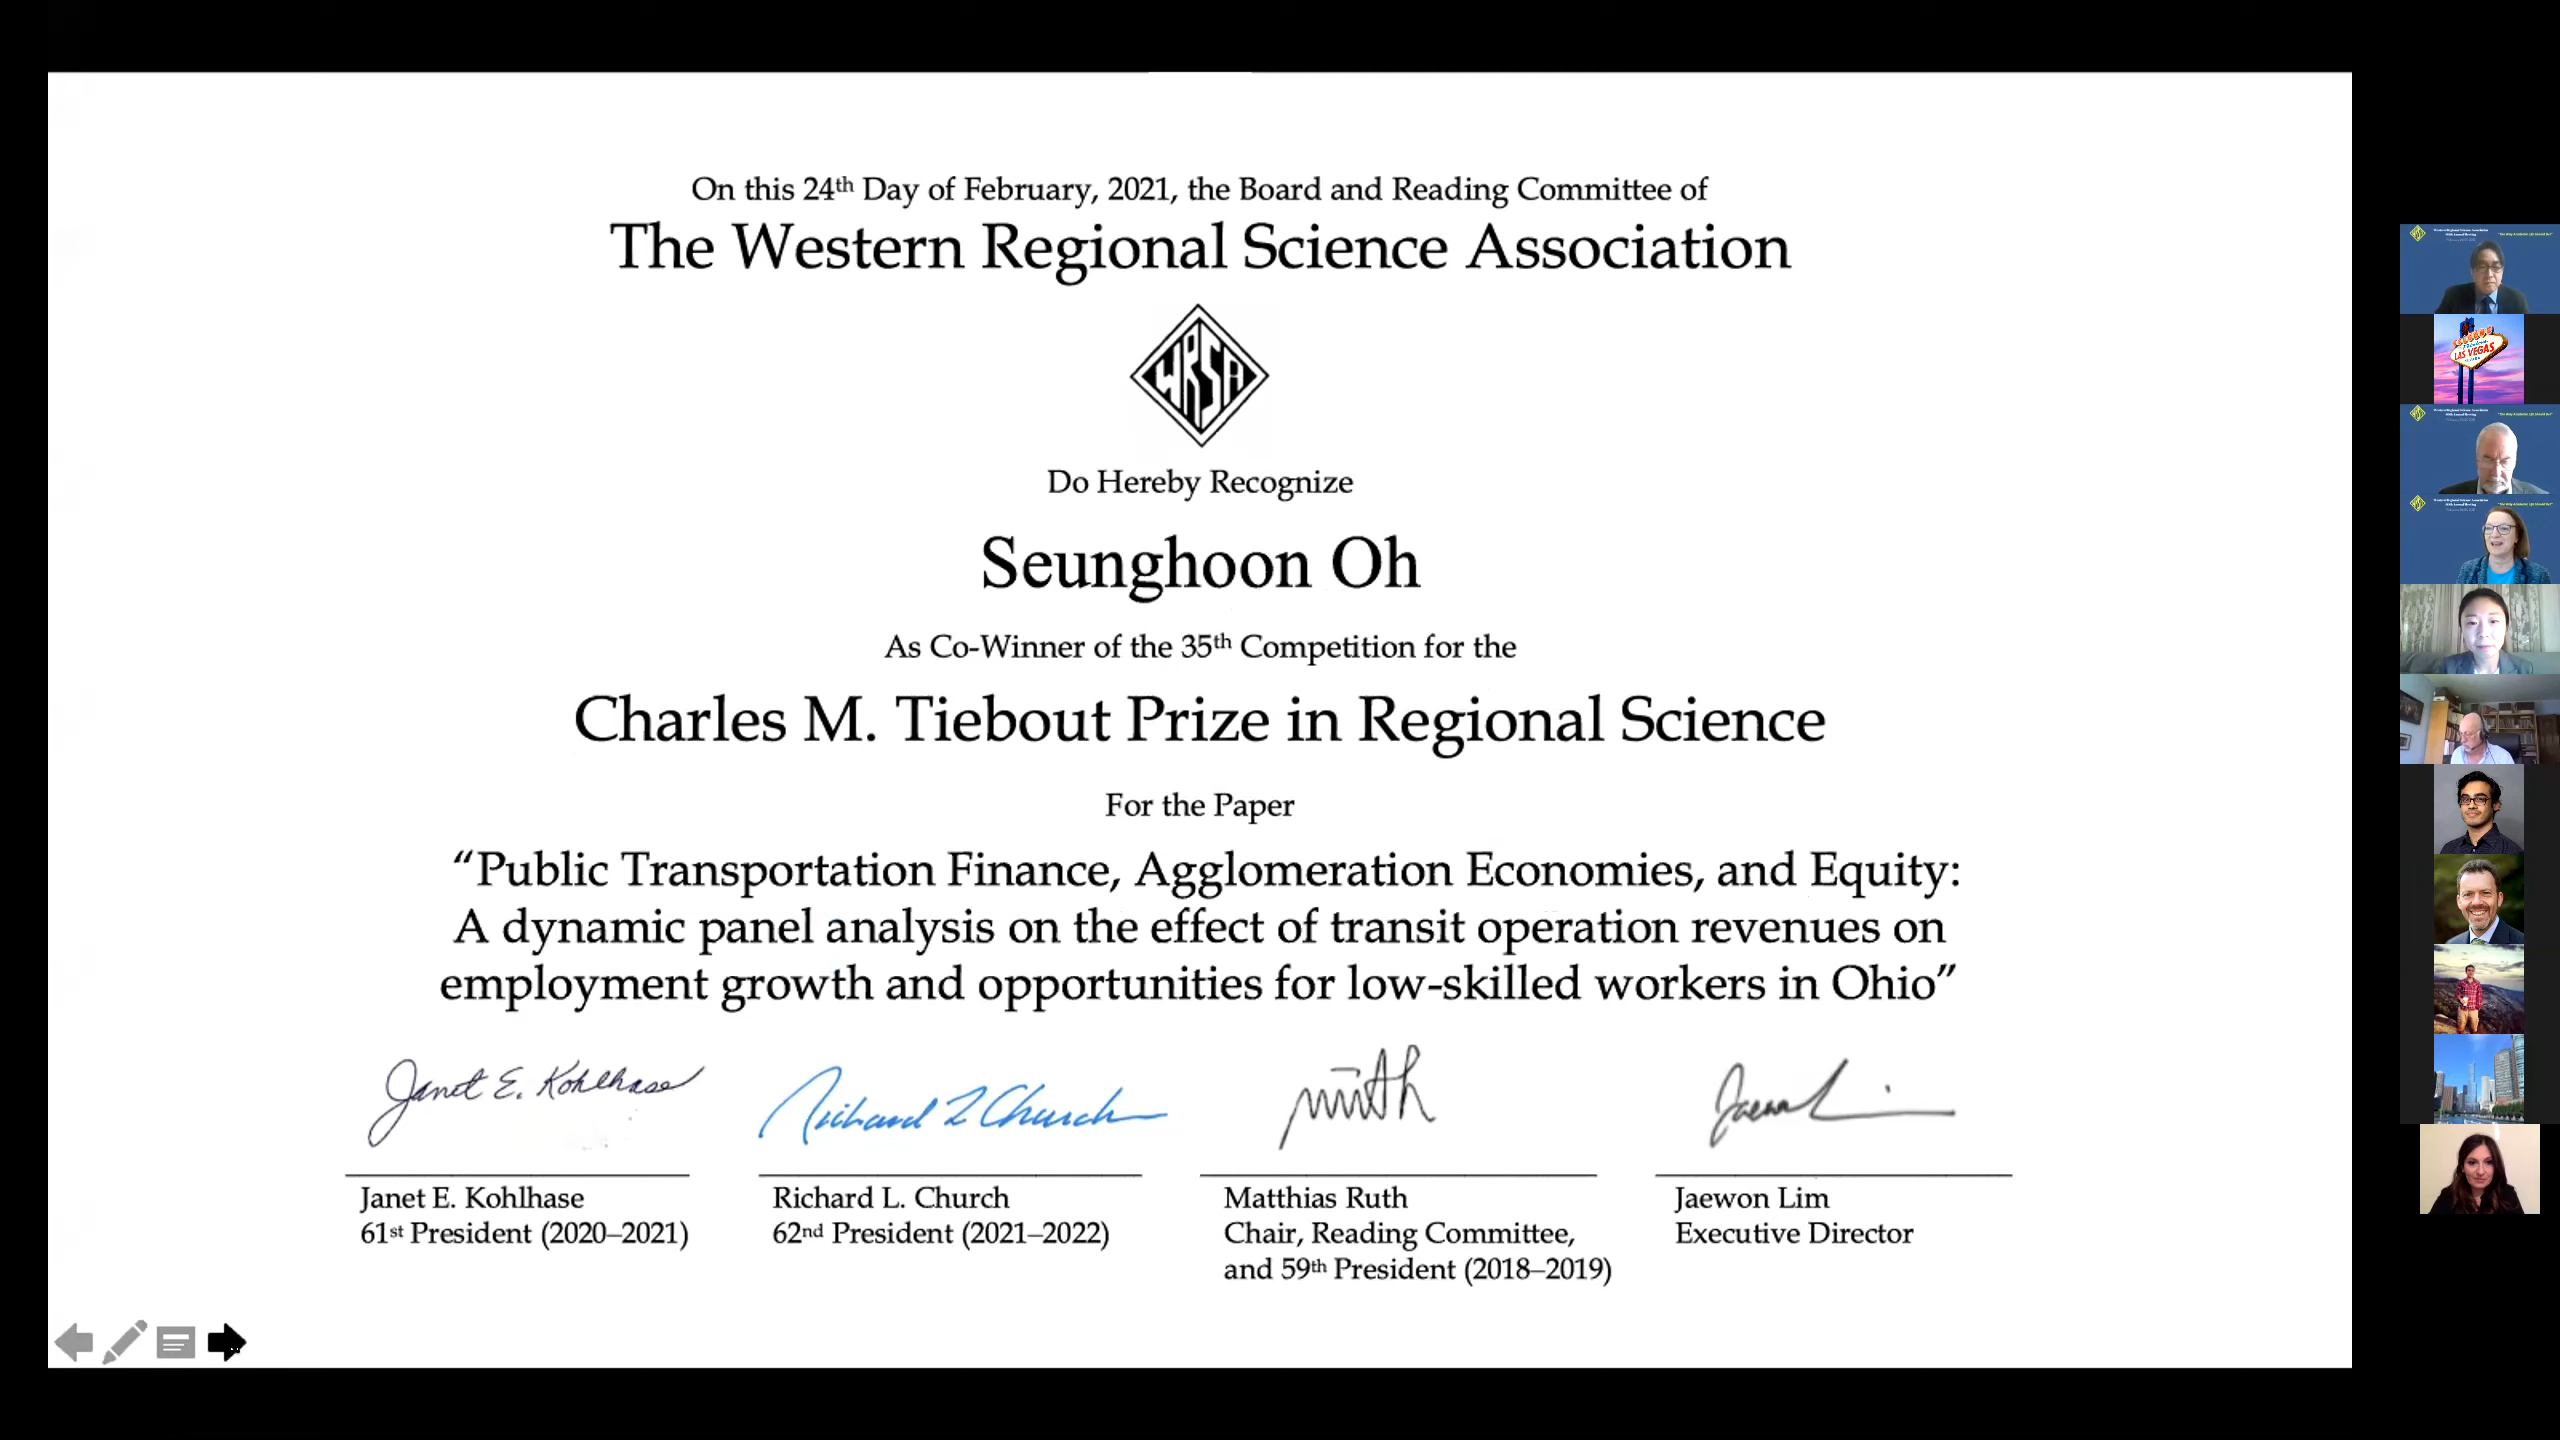 On this 24th Day of February, 2021, the Board and Reading Committee of
The Western Regional Science Association
WRSA
Do Hereby Recognize
Seunghoon Oh
As Co-Winner of the 35th Competition for the
Charles M. Tiebout Prize in Regional Science
For the Paper
“Public Transportation Finance, Agglomeration Economies, and Equity:
A dynamic panel analysis on the effect of transit operation revenues on
employment growth and opportunities for low-skilled workers in Ohio”
Janet E. Kohlhase
Richard L Church
Janet E. Kohlhase
61st President (2020–2021)
Richard L. Church
62nd President (2021–2022)
Matthias Ruth
Chair, Reading Committee,
and 59th President (2018–2019)
Jaewon Lim
Executive Director
LAS VEGAS